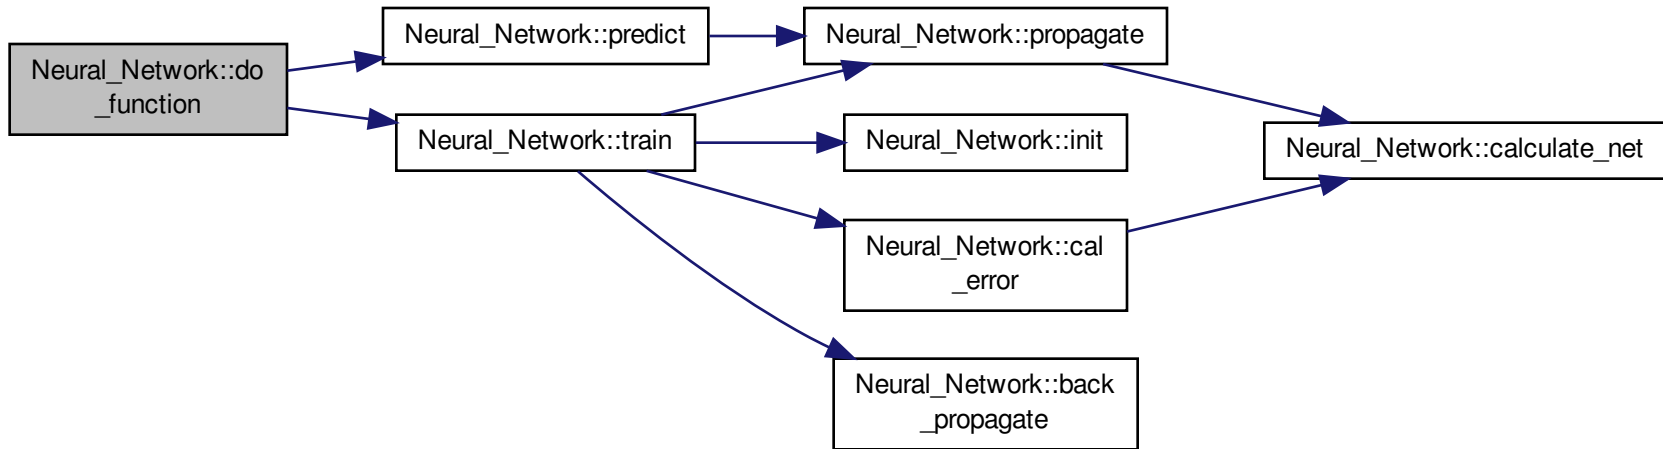 Neural_Network::do
_function
Neural_Network::predict
Neural_Network::train
Neural_Network::propagate
Neural_Network::init
Neural_Network::cal
_error
Neural_Network::back
_propagate
Neural_Network::calculate_net